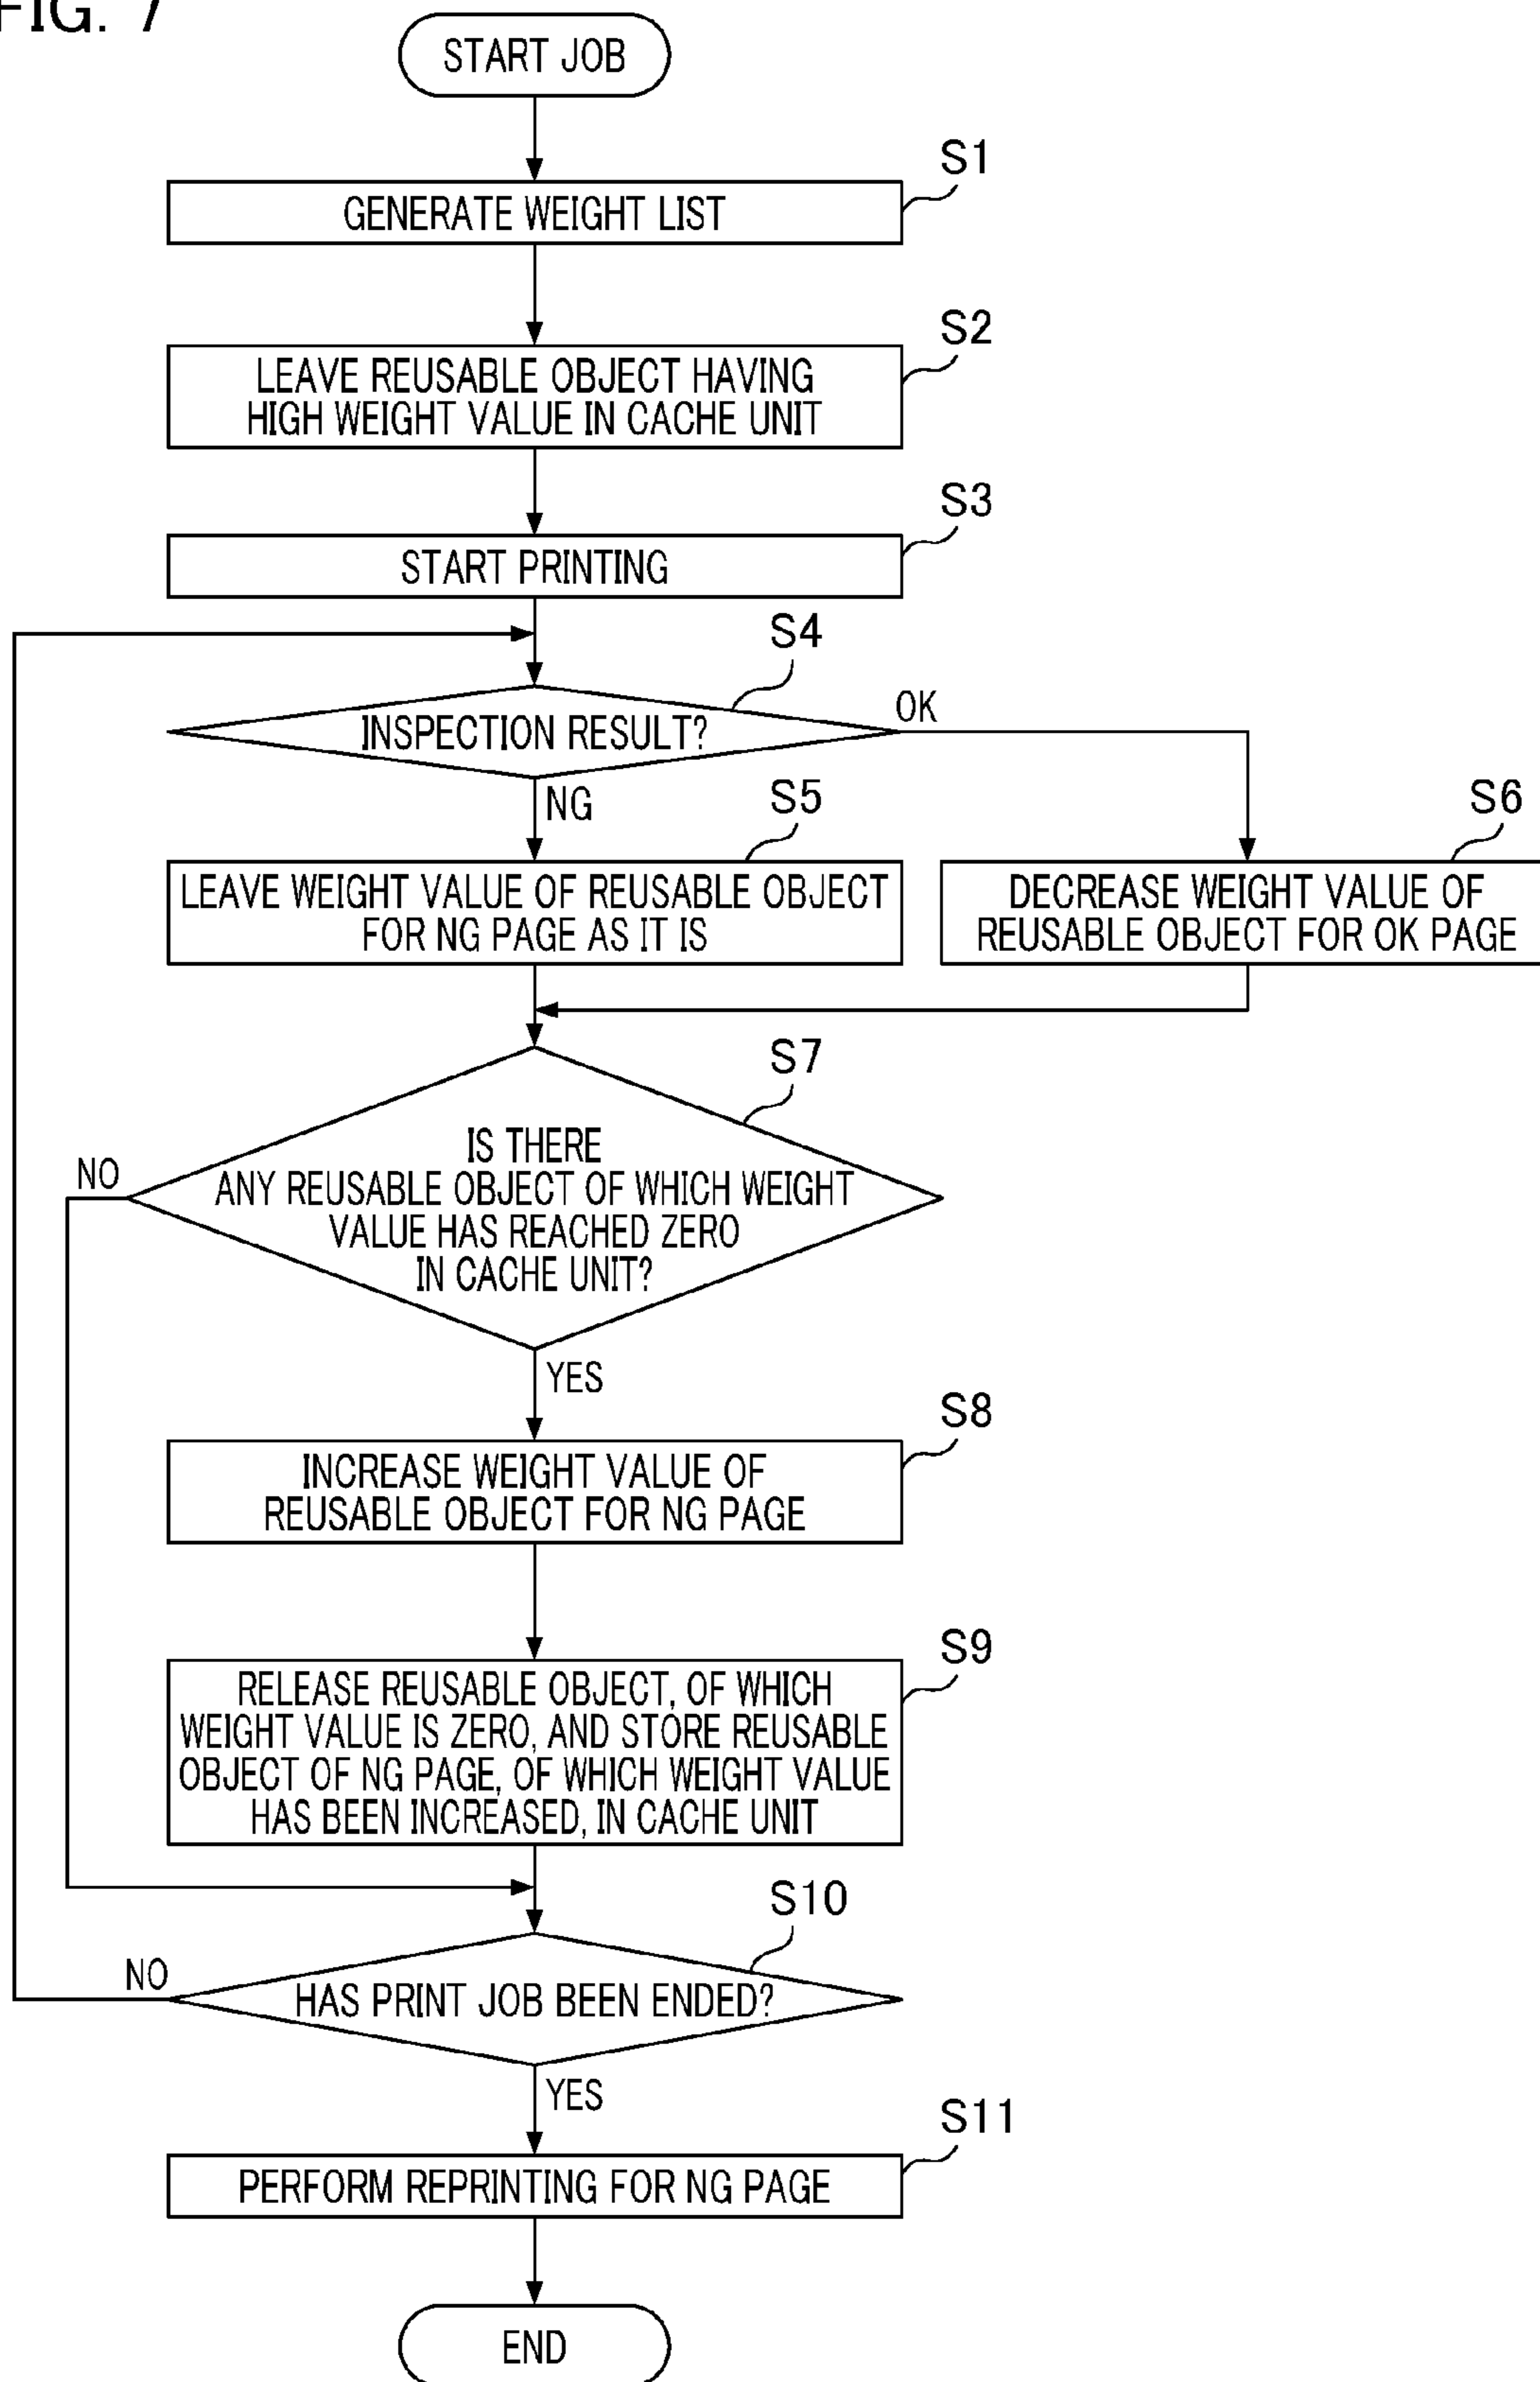 FIG. 7
START JOB
S1
GENERATE WEIGHT LIST
S2
LEAVE REUSABLE OBJECT HAVING
HIGH WEIGHT VALUE IN CACHE UNIT
S3
START PRINTING
S4
INSPECTION RESULT?
OK
NG
S5
LEAVE WEIGHT VALUE OF REUSABLE OBJECT
FOR NG PAGE AS IT IS
S6
DECREASE WEIGHT VALUE OF
REUSABLE OBJECT FOR OK PAGE
S7
IS THERE
ANY REUSABLE OBJECT OF WHICH WEIGHT
VALUE HAS REACHED ZERO
IN CACHE UNIT?
NO
YES
S8
INCREASE WEIGHT VALUE OF
REUSABLE OBJECT FOR NG PAGE
S9
RELEASE REUSABLE OBJECT, OF WHICH
WEIGHT VALUE IS ZERO, AND STORE REUSABLE
OBJECT OF NG PAGE, OF WHICH WEIGHT VALUE
HAS BEEN INCREASED, IN CACHE UNIT
S10
HAS PRINT JOB BEEN ENDED?
NO
YES
S11
PERFORM REPRINTING FOR NG PAGE
END